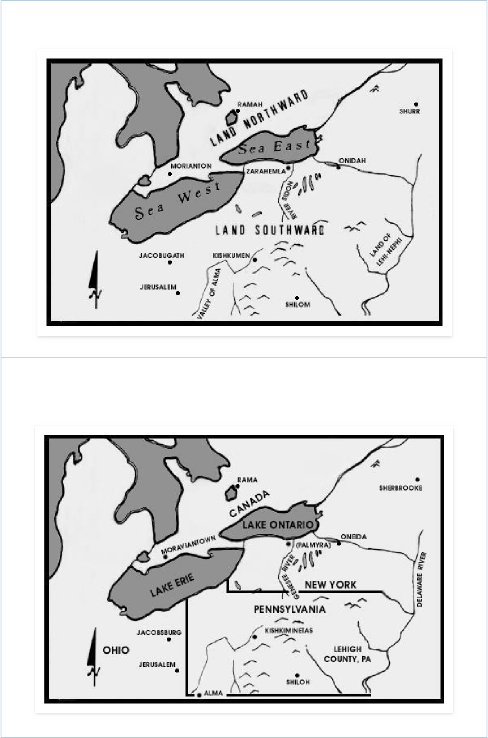 RAMAH
LAND NORTHWARD
SHURR
Sea East
MORIANTON
ZARAHEMLA
ONIDAH
Sea West
RIVER SIDON
LAND SOUTHWARD
JACOBUGATH
KISHKUMEN
LAND OF
LEHI-NEPHI
JERUSALEM
VALLEY OF ALMA
SHILOM
RAMA
CANADA
SHERBROOKE
LAKE ONTARIO
MORAVIANTOWN
(PALMYRA)
ONEDA
LAKE ERIE
GENESEE RIVER
NEW YORK
DELAWARE RIVER
PENNSYLVANIA
JACOBSBURG
KISHKIMINETAS
OHIO
LEHIGH
COUNTY, PA
JERUSALEM
SHILOH
ALMA